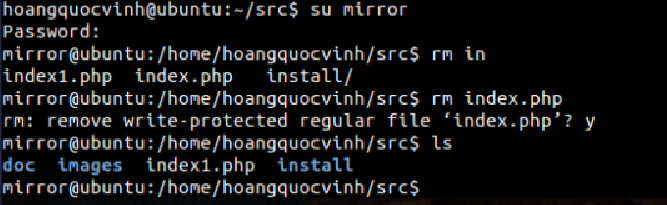 hoangquocvinh@ubuntu:~/src$ su mirror
Password:
mirror@ubuntu:/home/hoangquocvinh/src$ rm in
index1.php  index.php   install/
mirror@ubuntu:/home/hoangquocvinh/src$ rm index.php
rm: remove write-protected regular file ‘index.php’? y
mirror@ubuntu:/home/hoangquocvinh/src$ ls
doc  images  index1.php  install
mirror@ubuntu:/home/hoangquocvinh/src$